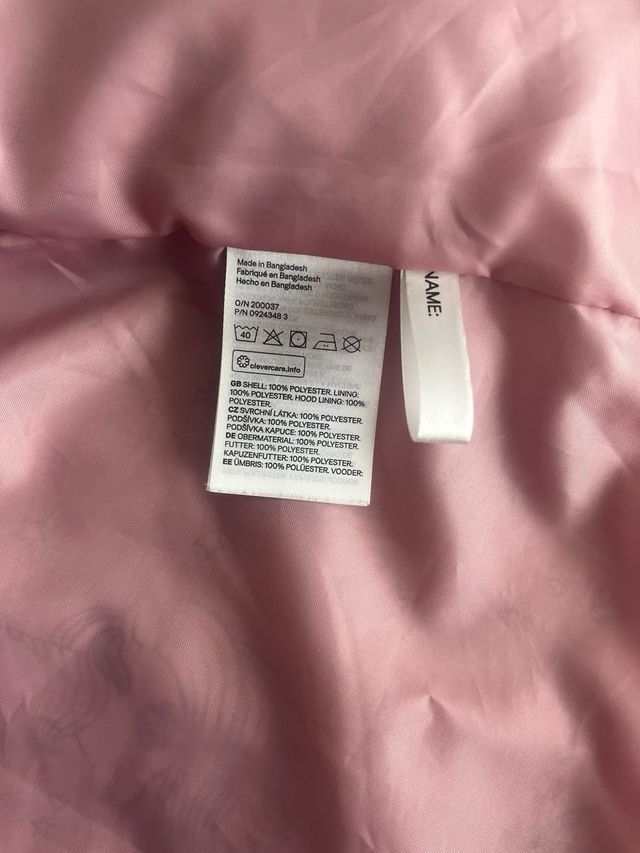 Made in Bangladesh
Fabriqué en Bangladesh
Hecho en Bangladesh
O/N 200037
P/N 0924348 3
40
clevercare.info
GB SHELL: 100% POLYESTER. LINING:
100% POLYESTER. HOOD LINING: 100%
POLYESTER.
CZ SVRCHNÍ LÁTKA: 100% POLYESTER.
PODŠÍVKA: 100% POLYESTER.
PODŠÍVKA KAPUCE: 100% POLYESTER.
DE OBERMATERIAL: 100% POLYESTER.
FUTTER: 100% POLYESTER.
KAPUZENFUTTER: 100% POLYESTER.
EE ÜMBRIS: 100% POLÜESTER. VOODER:
NAME: